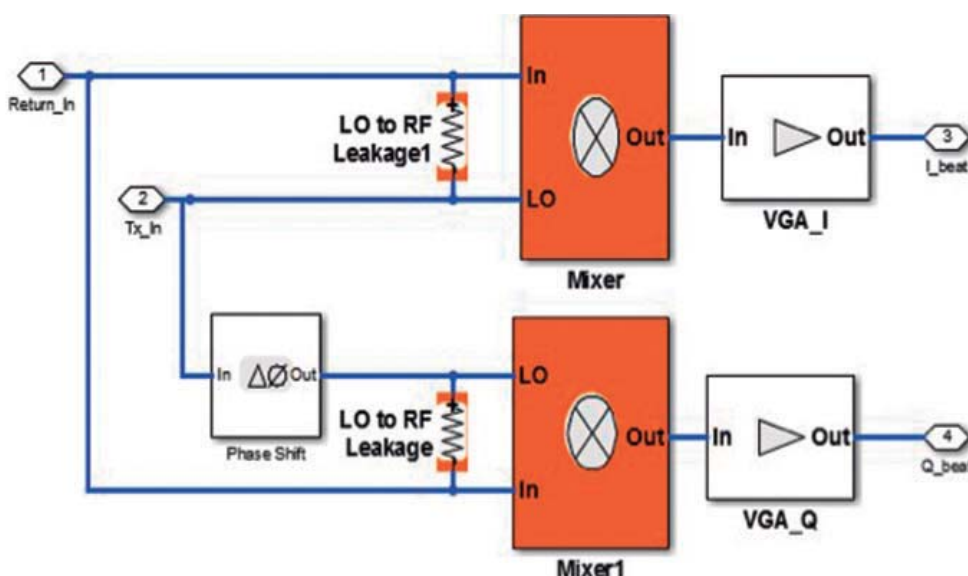 1
Return_In
LO to RF
Leakage1
In
LO
Out
Mixer
In
Out
VGA_I
3
I_beat
2
Tx_In
In
ΔØ
Out
Phase Shift
LO to RF
Leakage
LO
In
Out
Mixer1
In
Out
VGA_Q
4
Q_beat